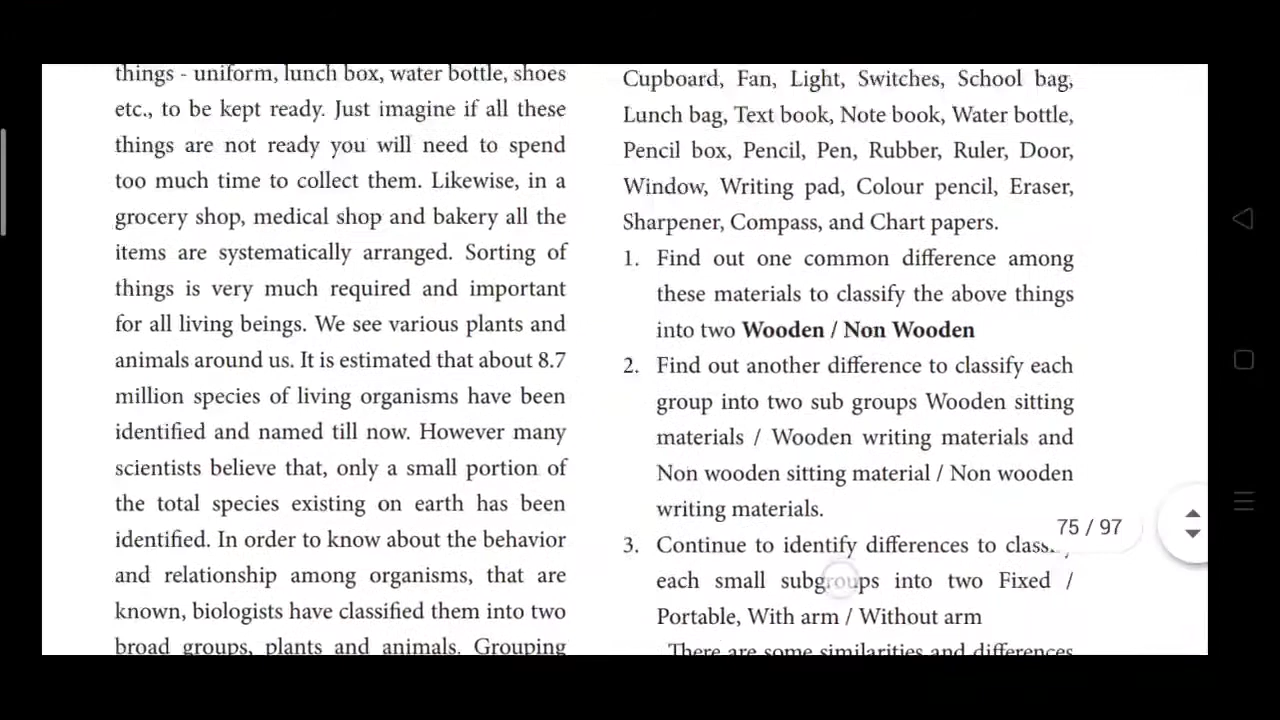 things - uniform, lunch box, water bottle, shoes
etc., to be kept ready. Just imagine if all these
things are not ready you will need to spend
too much time to collect them. Likewise, in a
grocery shop, medical shop and bakery all the
items are systematically arranged. Sorting of
things is very much required and important
for all living beings. We see various plants and
animals around us. It is estimated that about 8.7
million species of living organisms have been
identified and named till now. However many
scientists believe that, only a small portion of
the total species existing on earth has been
identified. In order to know about the behavior
and relationship among organisms, that are
known, biologists have classified them into two
broad groups, plants and animals. Grouping
Cupboard, Fan, Light, Switches, School bag,
Lunch bag, Text book, Note book, Water bottle,
Pencil box, Pencil, Pen, Rubber, Ruler, Door,
Window, Writing pad, Colour pencil, Eraser,
Sharpener, Compass, and Chart papers.
1. Find out one common difference among
these materials to classify the above things
into two Wooden / Non Wooden
2. Find out another difference to classify each
group into two sub groups Wooden sitting
materials / Wooden writing materials and
Non wooden sitting material / Non wooden
writing materials.
3. Continue to identify differences to
each small subgroups into two Fixed /
Portable, With arm / Without arm
There are some similarities and differences
75 / 97